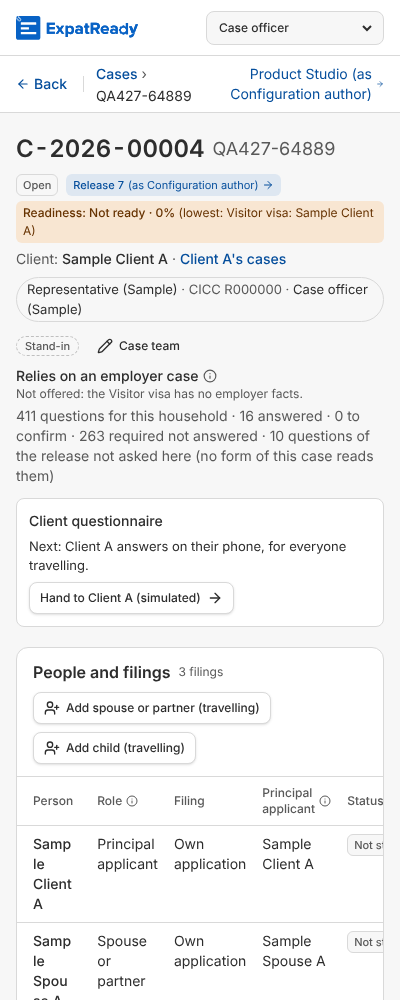 ExpatReady
Case officer
← Back
Cases ›
QA427-64889
Product Studio (as
Configuration author) →
C-2026-00004 QA427-64889
Open
Release 7 (as Configuration author) →
Readiness: Not ready · 0% (lowest: Visitor visa: Sample Client
A)
Client: Sample Client A · Client A's cases
Representative (Sample) · CICC R000000 · Case officer
(Sample)
Stand-in
Case team
Relies on an employer case
Not offered: the Visitor visa has no employer facts.
411 questions for this household · 16 answered · 0 to
confirm · 263 required not answered · 10 questions of
the release not asked here (no form of this case reads
them)
Client questionnaire
Next: Client A answers on their phone, for everyone
travelling.
Hand to Client A (simulated) →
People and filings 3 filings
Add spouse or partner (travelling)
Add child (travelling)
Person Role Filing Principal
applicant Status
Samp
le
Client
A
Principal
applicant
Own
application
Sample
Client A
Not st
Samp
le
Spou
Spouse
or
partner
Own
application
Sample
Spouse A
Not st